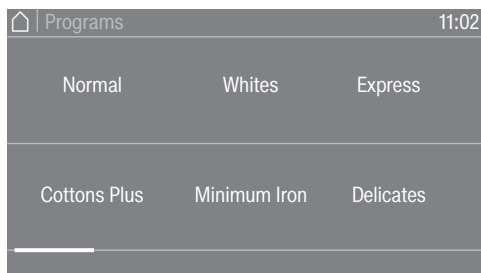 Programs 11:02
Normal Whites Express
Cottons Plus Minimum Iron Delicates